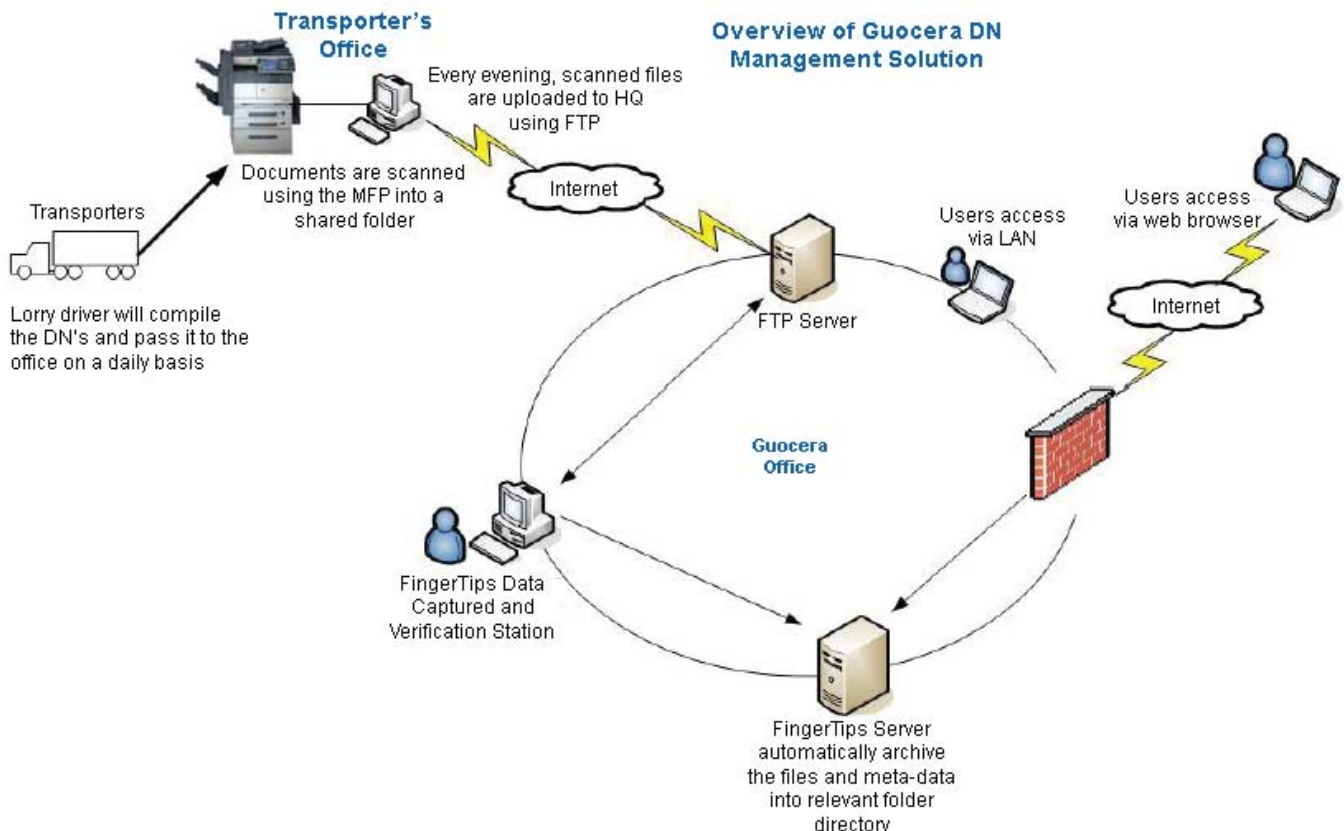 Transporter's
Office
Overview of Guocera DN
Management Solution
Every evening, scanned files
are uploaded to HQ
using FTP
Documents are scanned
using the MFP into a
shared folder
Internet
Transporters
Lorry driver will compile
the DN's and pass it to the
office on a daily basis
Users access
via LAN
Users access
via web browser
Internet
FTP Server
Guocera
Office
FingerTips Data
Captured and
Verification Station
FingerTips Server
automatically archive
the files and meta-data
into relevant folder
directory